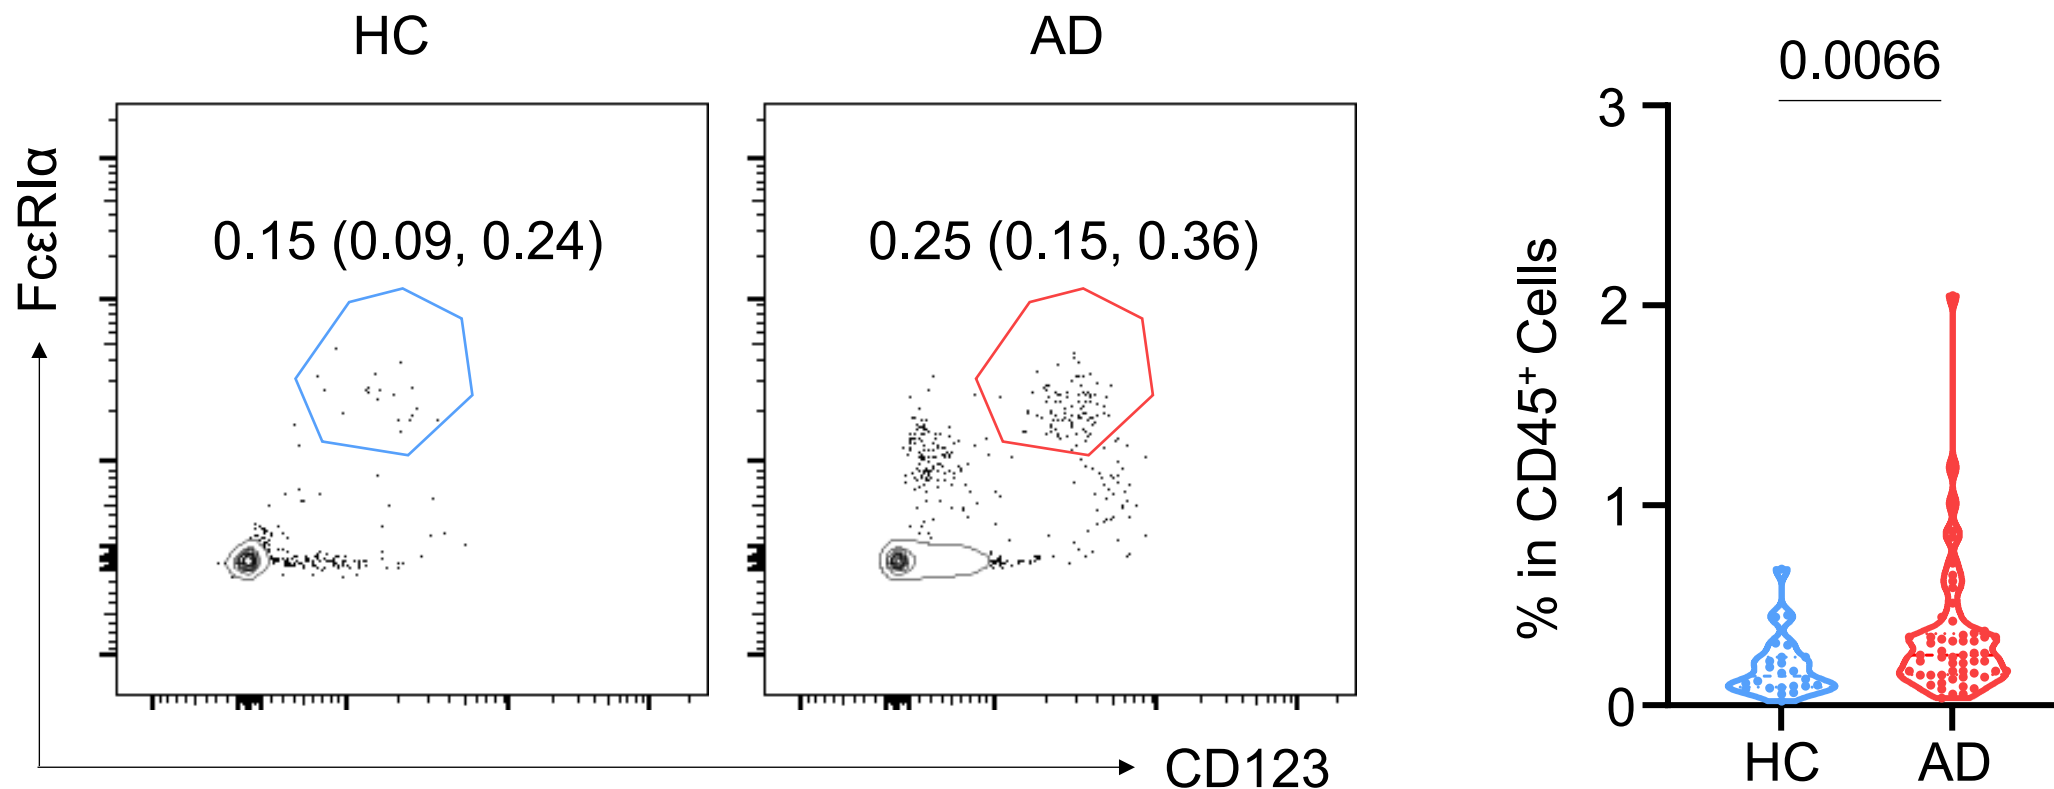 HC
AD
FcεRIα
0.15 (0.09, 0.24)
0.25 (0.15, 0.36)
CD123
0.0066
% in CD45⁺ Cells
3
2
1
0
HC
AD